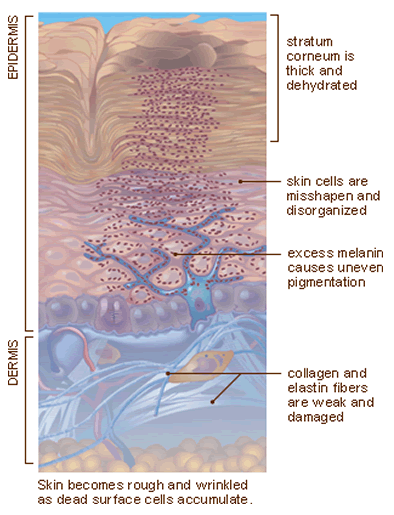 EPIDERMIS
stratum
corneum is
thick and
dehydrated
skin cells are
misshapen and
disorganized
excess melanin
causes uneven
pigmentation
DERMIS
collagen and
elastin fibers
are weak and
damaged
Skin becomes rough and wrinkled
as dead surface cells accumulate.